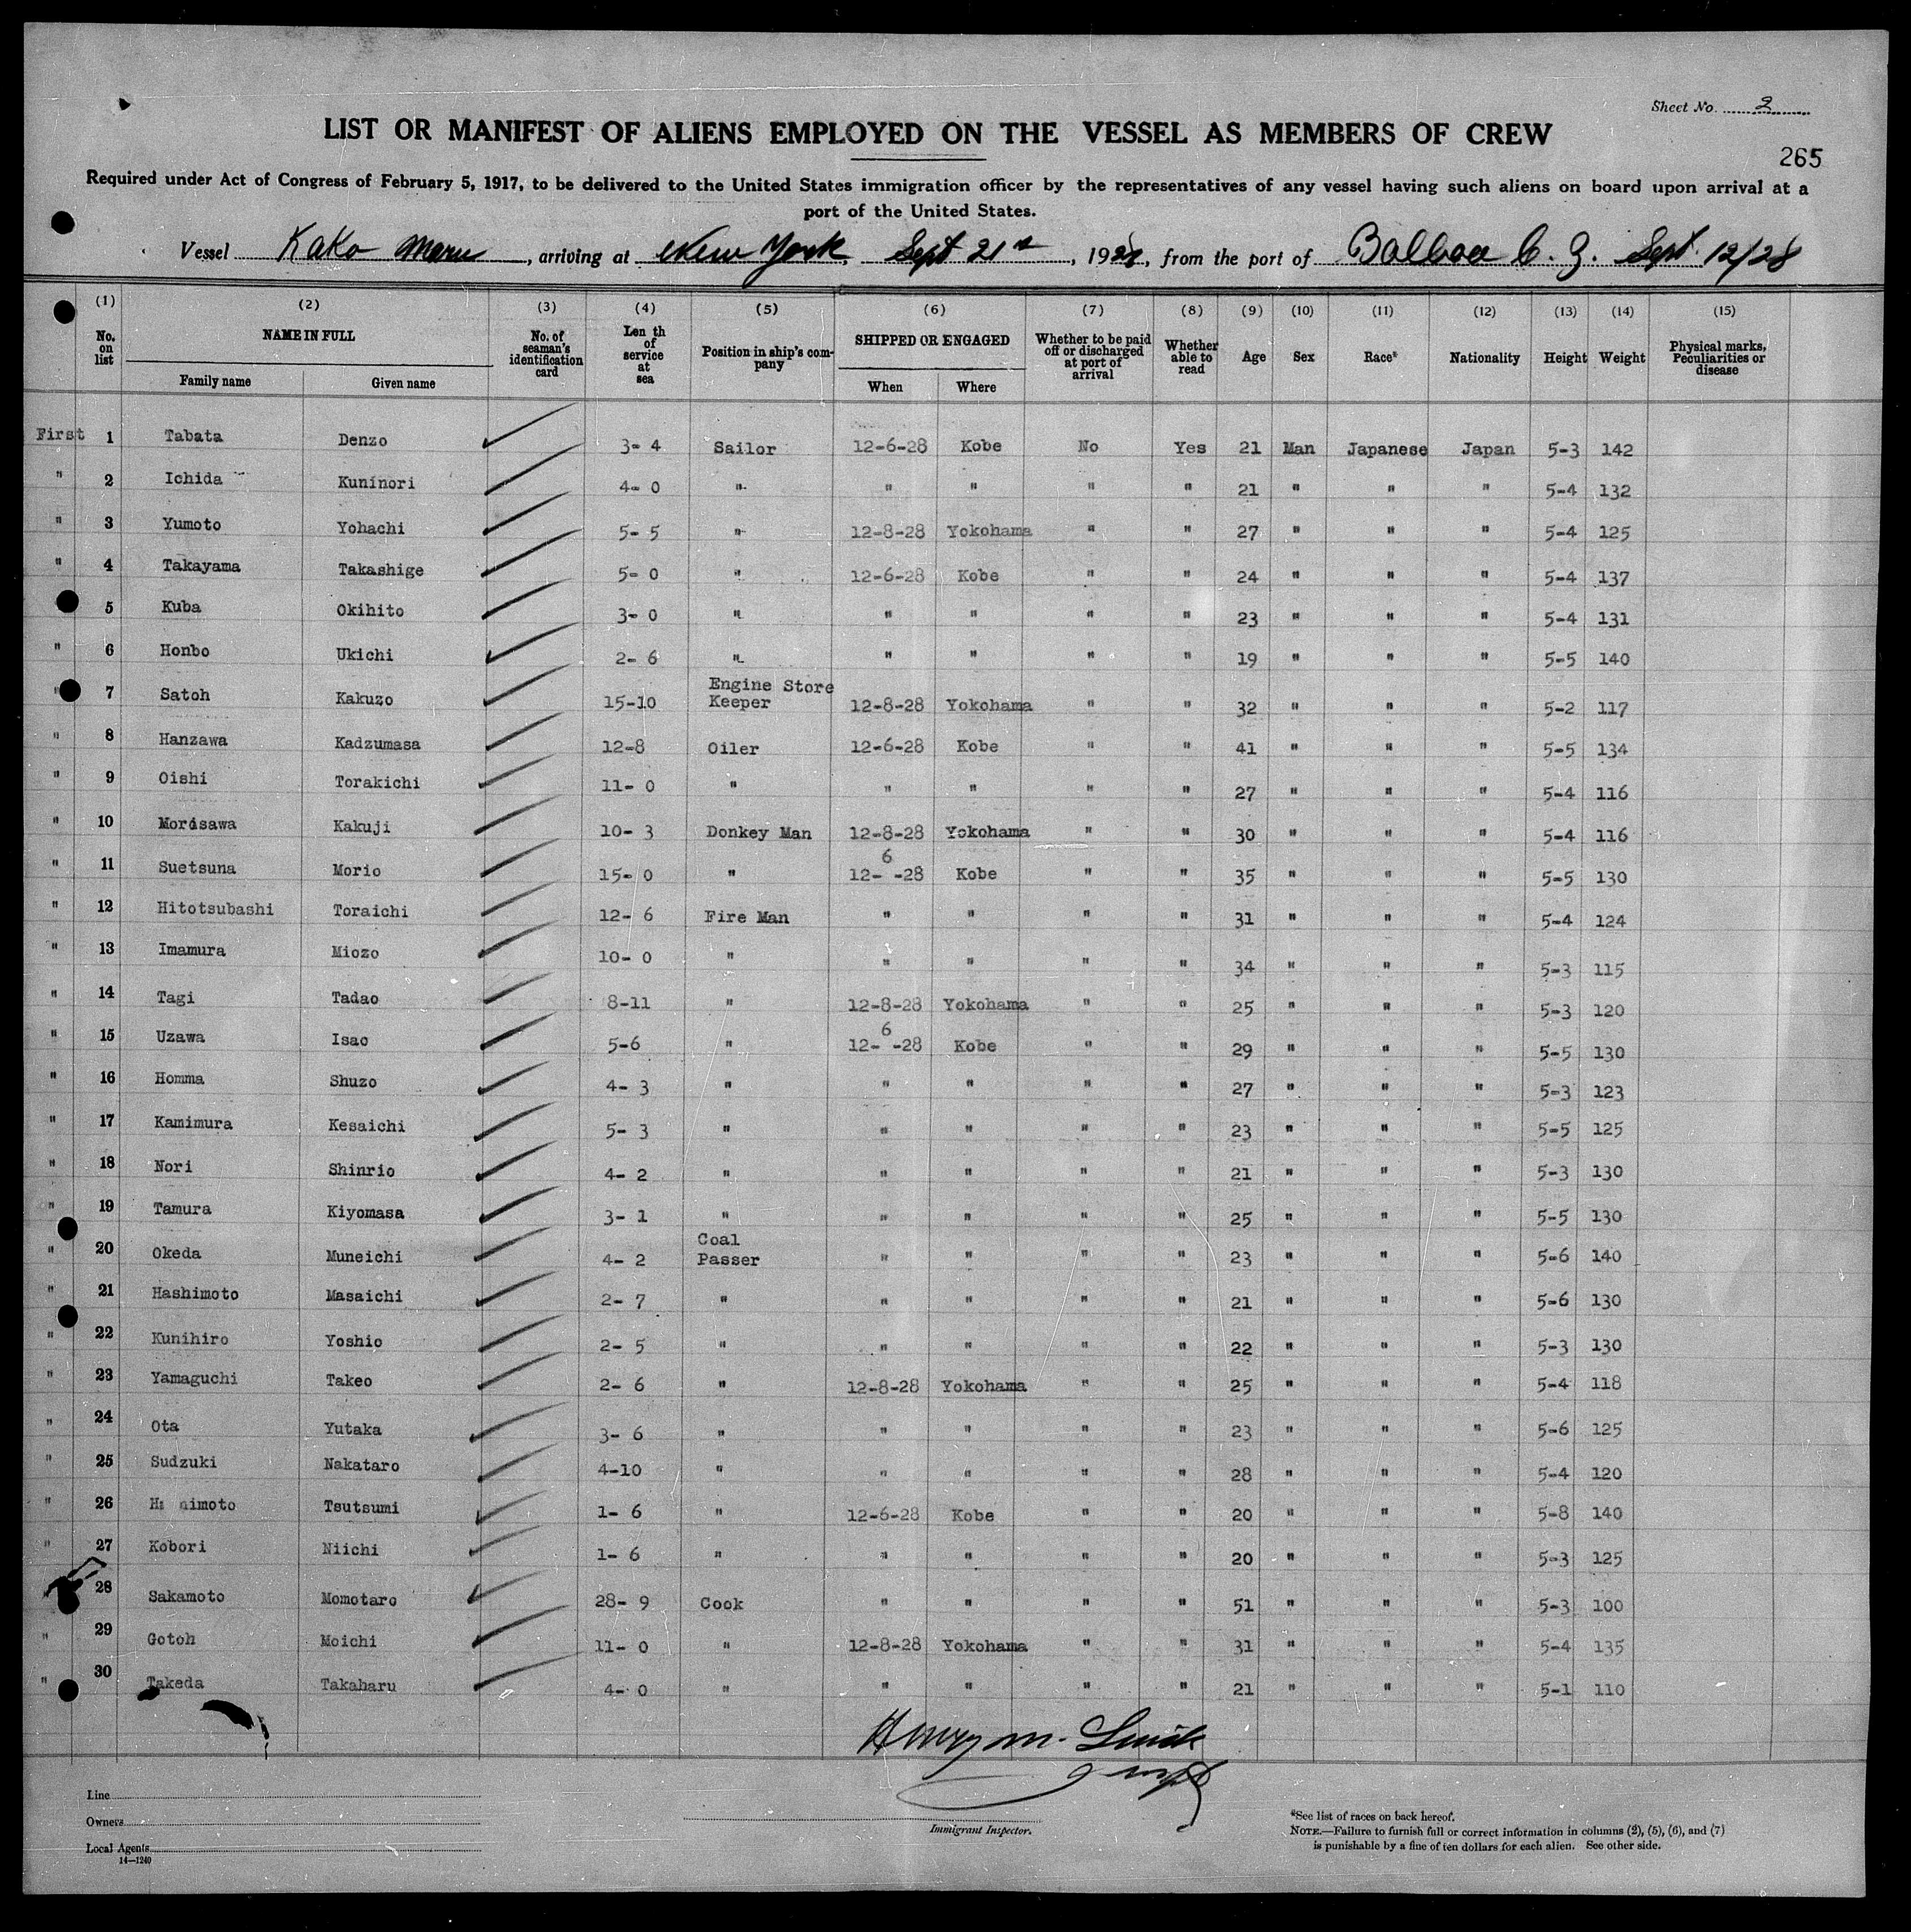 Sheet No. 2
LIST OR MANIFEST OF ALIENS EMPLOYED ON THE VESSEL AS MEMBERS OF CREW
265
Required under Act of Congress of February 5, 1917, to be delivered to the United States immigration officer by the representatives of any vessel having such aliens on board upon arrival at a
port of the United States.
Vessel Kako Maru, arriving at New York, Sept 21st, 1928, from the port of Balboa C. Z. Sept. 12/28
(1) (2) (3) (4) (5) (6) (7) (8) (9) (10) (11) (12) (13) (14) (15)
No. on list NAME IN FULL Family name Given name No. of seaman's identification card Len th of service at sea Position in ship's company SHIPPED OR ENGAGED When Where Whether to be paid off or discharged at port of arrival Whether able to read Age Sex Race* Nationality Height Weight Physical marks, Peculiarities or disease
First 1 Tabata Denzo 3- 4 Sailor 12-6-28 Kobe No Yes 21 Man Japanese Japan 5-3 142
" 2 Ichida Kuninori 4- 0 " " " " " 21 " " " 5-4 132
" 3 Yumoto Yohachi 5- 5 " 12-8-28 Yokohama " " 27 " " " 5-4 125
" 4 Takayama Takashige 5- 0 " 12-6-28 Kobe " " 24 " " " 5-4 137
5 Kuba Okihito 3- 0 " " " " " 23 " " " 5-4 131
" 6 Honbo Ukichi 2- 6 " " " " " 19 " " " 5-5 140
" 7 Satoh Kakuzo 15-10 Engine Store Keeper 12-8-28 Yokohama " " 32 " " " 5-2 117
" 8 Hanzawa Kadzumasa 12-8 Oiler 12-6-28 Kobe " " 41 " " " 5-5 134
" 9 Oishi Torakichi 11- 0 " " " " " 27 " " " 5-4 116
" 10 Morisawa Kakuji 10- 3 Donkey Man 12-8-28 Yokohama " " 30 " " " 5-4 116
" 11 Suetsuna Morio 15- 0 " 12-6-28 Kobe " " 35 " " " 5-5 130
" 12 Hitotsubashi Toraichi 12- 6 Fire Man " " " " 31 " " " 5-4 124
" 13 Imamura Miozo 10- 0 " " " " " 34 " " " 5-3 115
" 14 Tagi Tadao 8-11 " 12-8-28 Yokohama " " 25 " " " 5-3 120
" 15 Uzawa Isao 5-6 " 12-6-28 Kobe " " 29 " " " 5-5 130
" 16 Homma Shuzo 4- 3 " " " " " 27 " " " 5-3 123
" 17 Kamimura Kesaichi 5- 3 " " " " " 23 " " " 5-5 125
" 18 Nori Shinrio 4- 2 " " " " " 21 " " " 5-3 130
" 19 Tamura Kiyomasa 3- 1 " " " " " 25 " " " 5-5 130
" 20 Okeda Muneichi 4- 2 Coal Passer " " " " 23 " " " 5-6 140
" 21 Hashimoto Masaichi 2- 7 " " " " " 21 " " " 5-6 130
" 22 Kunihiro Yoshio 2- 5 " " " " " 22 " " " 5-3 130
" 23 Yamaguchi Takeo 2- 6 " 12-8-28 Yokohama " " 25 " " " 5-4 118
" 24 Ota Yutaka 3- 6 " " " " " 23 " " " 5-6 125
" 25 Sudzuki Nakataro 4-10 " " " " " 28 " " " 5-4 120
" 26 Tsutsumi 1- 6 " 12-6-28 Kobe " " 20 " " " 5-8 140
" 27 Kobori Niichi 1- 6 " " " " " 20 " " " 5-3 125
28 Sakamoto Momotaro 28- 9 Cook " " " " 51 " " " 5-3 100
" 29 Gotoh Moichi 11- 0 " 12-8-28 Yokohama " " 31 " " " 5-4 135
" 30 Takeda Takaharu 4- 0 " " " " " 21 " " " 5-1 110
Henry M.
Line
Owners
Local Agents
14—1240
Immigrant Inspector.
*See list of races on back hereof.
NOTE.—Failure to furnish full or correct information in columns (2), (5), (6), and (7)
is punishable by a fine of ten dollars for each alien. See other side.